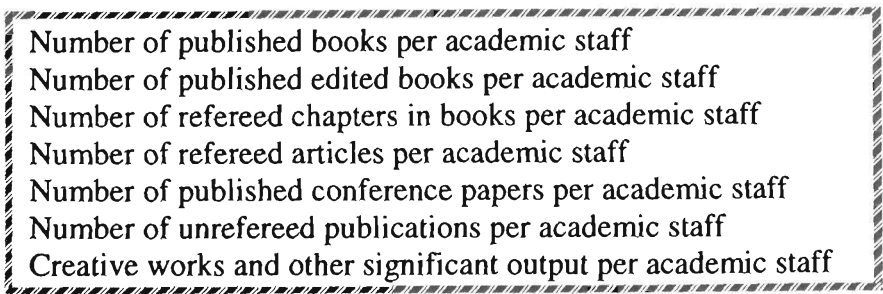 Number of published books per academic staff
Number of published edited books per academic staff
Number of refereed chapters in books per academic staff
Number of refereed articles per academic staff
Number of published conference papers per academic staff
Number of unrefereed publications per academic staff
Creative works and other significant output per academic staff